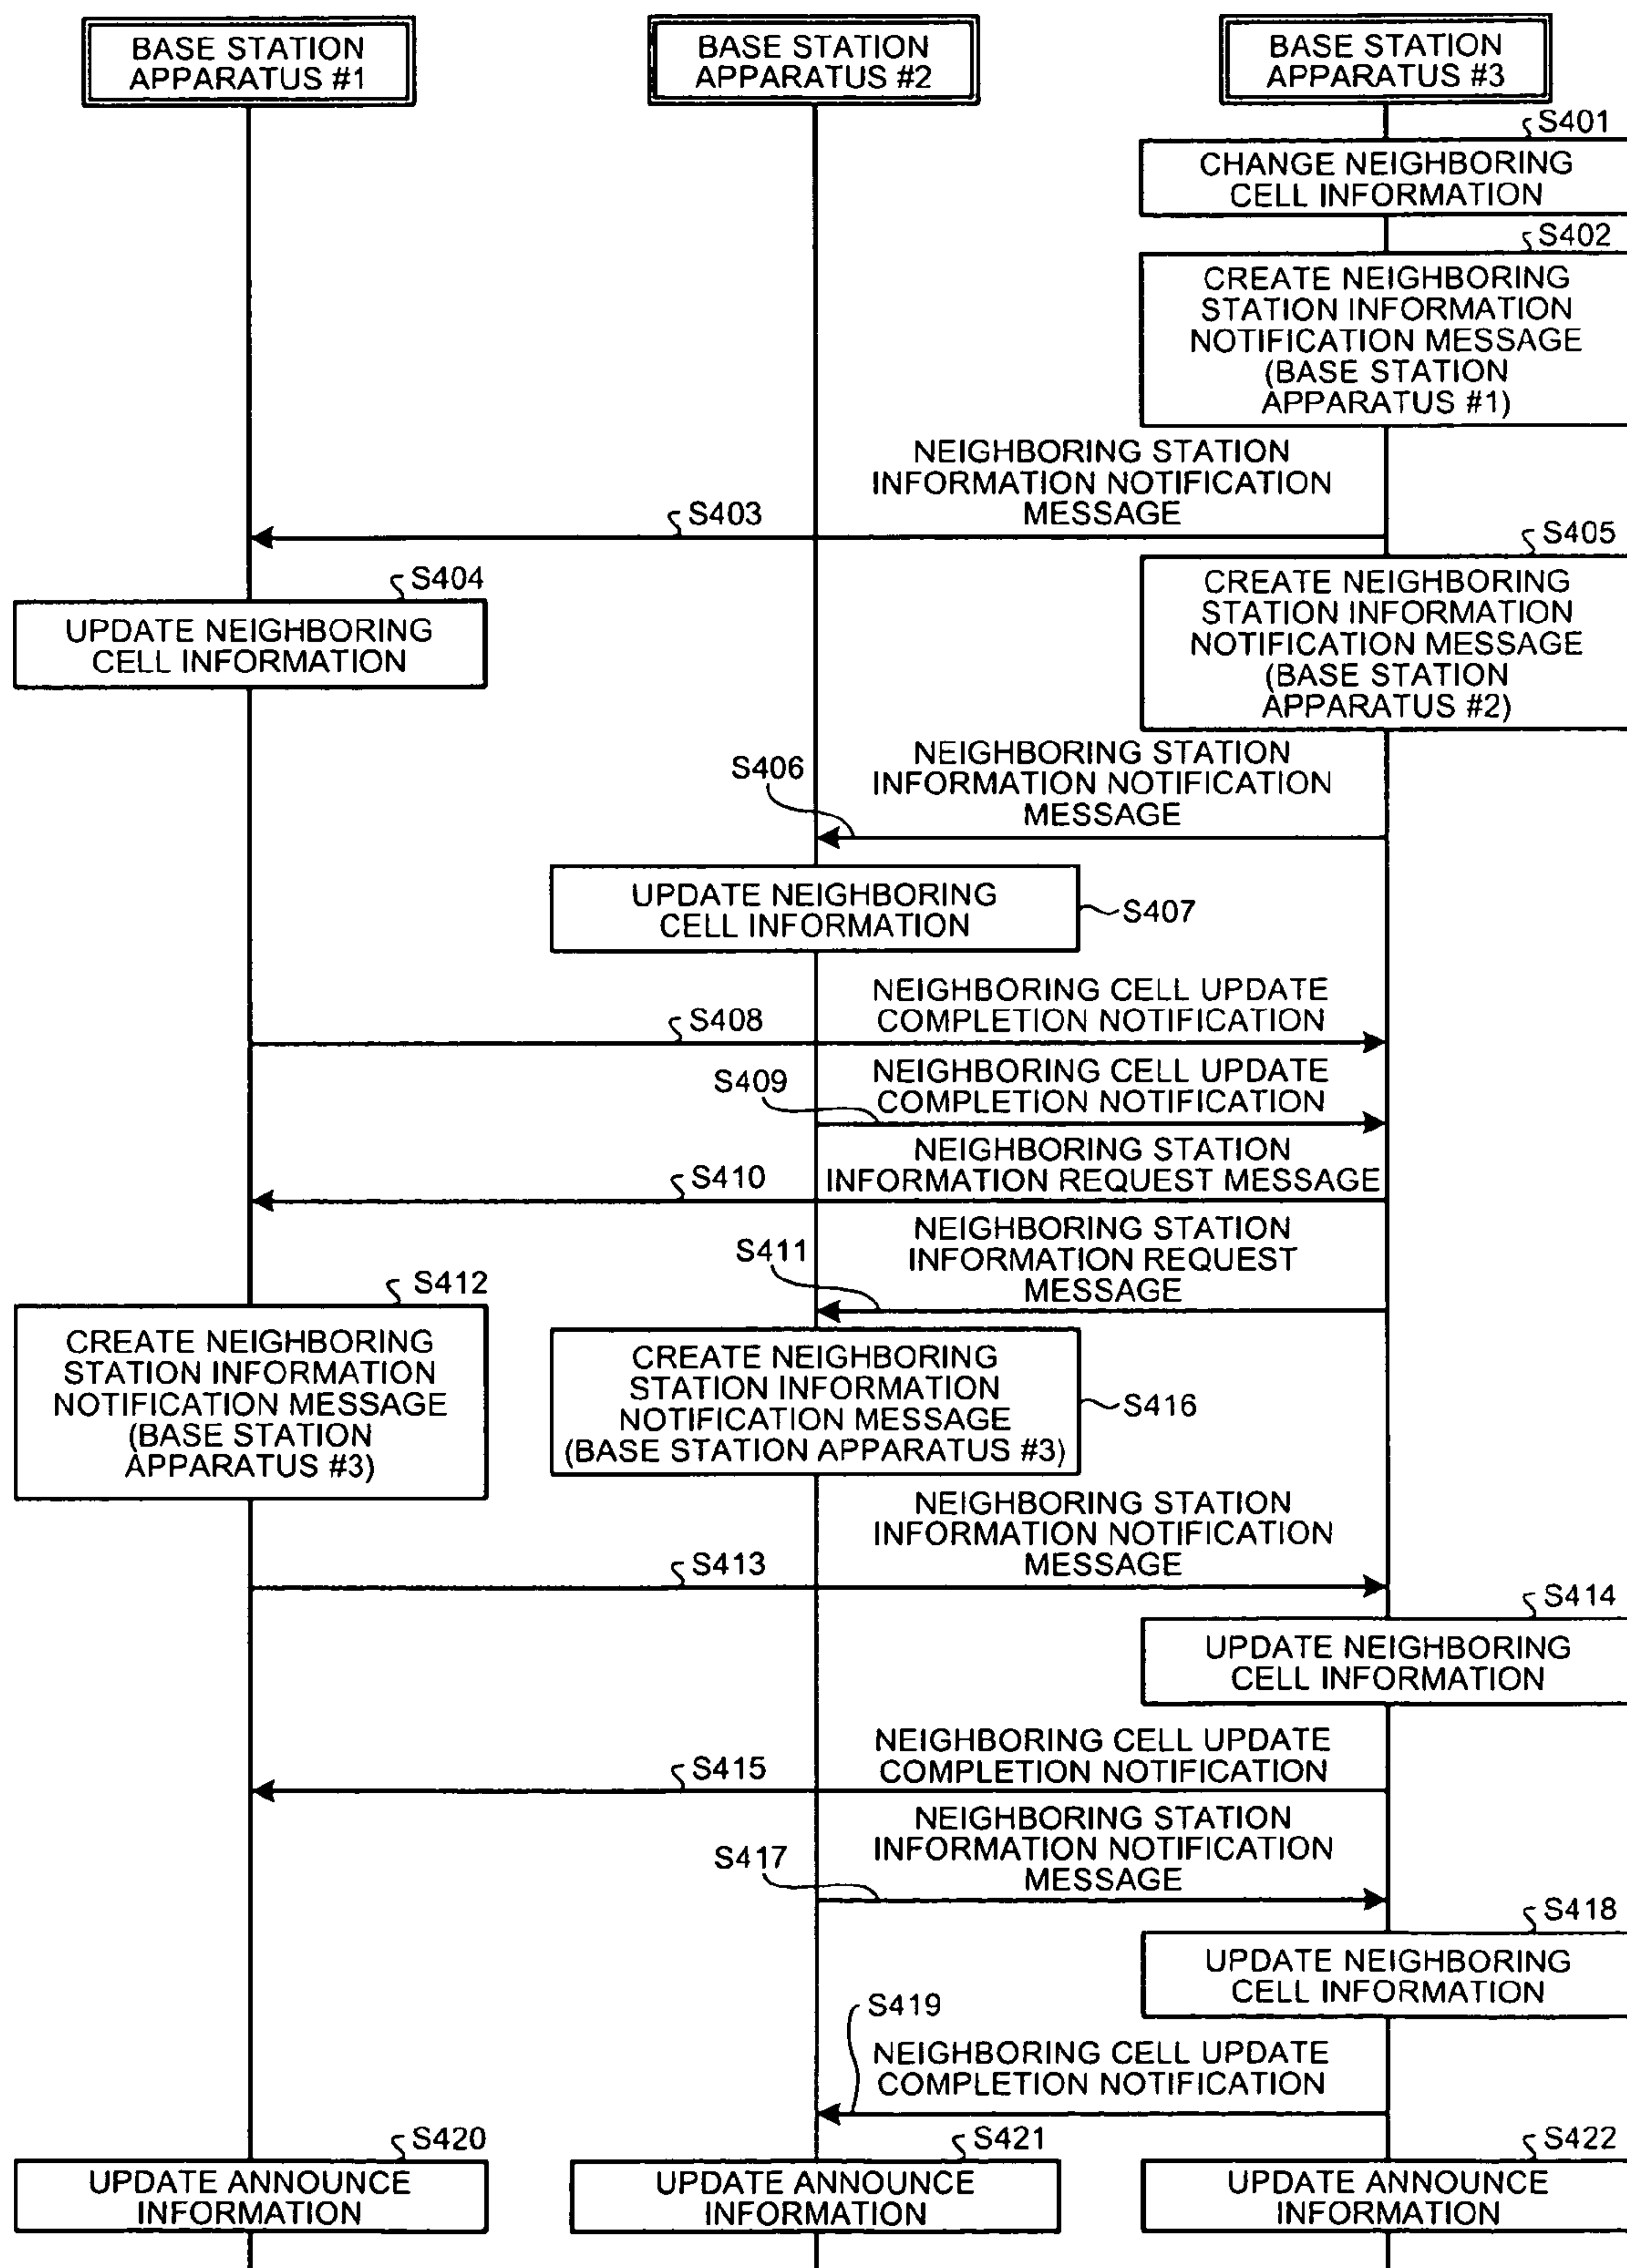 BASE STATION
APPARATUS #1
BASE STATION
APPARATUS #2
BASE STATION
APPARATUS #3
S401
CHANGE NEIGHBORING
CELL INFORMATION
S402
CREATE NEIGHBORING
STATION INFORMATION
NOTIFICATION MESSAGE
(BASE STATION
APPARATUS #1)
NEIGHBORING STATION
INFORMATION NOTIFICATION
MESSAGE
S403
S405
CREATE NEIGHBORING
STATION INFORMATION
NOTIFICATION MESSAGE
(BASE STATION
APPARATUS #2)
S404
UPDATE NEIGHBORING
CELL INFORMATION
NEIGHBORING STATION
INFORMATION NOTIFICATION
MESSAGE
S406
UPDATE NEIGHBORING
CELL INFORMATION
S407
NEIGHBORING CELL UPDATE
COMPLETION NOTIFICATION
S408
NEIGHBORING CELL UPDATE
COMPLETION NOTIFICATION
S409
NEIGHBORING STATION
INFORMATION REQUEST MESSAGE
S410
NEIGHBORING STATION
INFORMATION REQUEST
MESSAGE
S411
S412
CREATE NEIGHBORING
STATION INFORMATION
NOTIFICATION MESSAGE
(BASE STATION
APPARATUS #3)
CREATE NEIGHBORING
STATION INFORMATION
NOTIFICATION MESSAGE
(BASE STATION APPARATUS #3)
S416
NEIGHBORING STATION
INFORMATION NOTIFICATION
MESSAGE
S413
S414
UPDATE NEIGHBORING
CELL INFORMATION
NEIGHBORING CELL UPDATE
COMPLETION NOTIFICATION
S415
NEIGHBORING STATION
INFORMATION NOTIFICATION
MESSAGE
S417
S418
UPDATE NEIGHBORING
CELL INFORMATION
S419
NEIGHBORING CELL UPDATE
COMPLETION NOTIFICATION
S420
UPDATE ANNOUNCE
INFORMATION
S421
UPDATE ANNOUNCE
INFORMATION
S422
UPDATE ANNOUNCE
INFORMATION